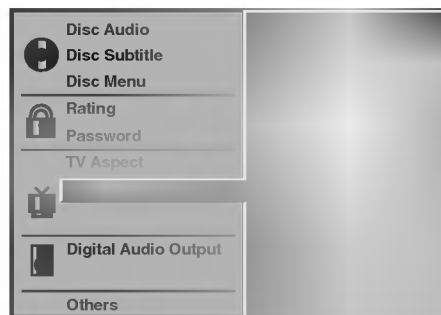 Disc Audio
Disc Subtitle
Disc Menu
Rating
Password
TV Aspect
Digital Audio Output
Others